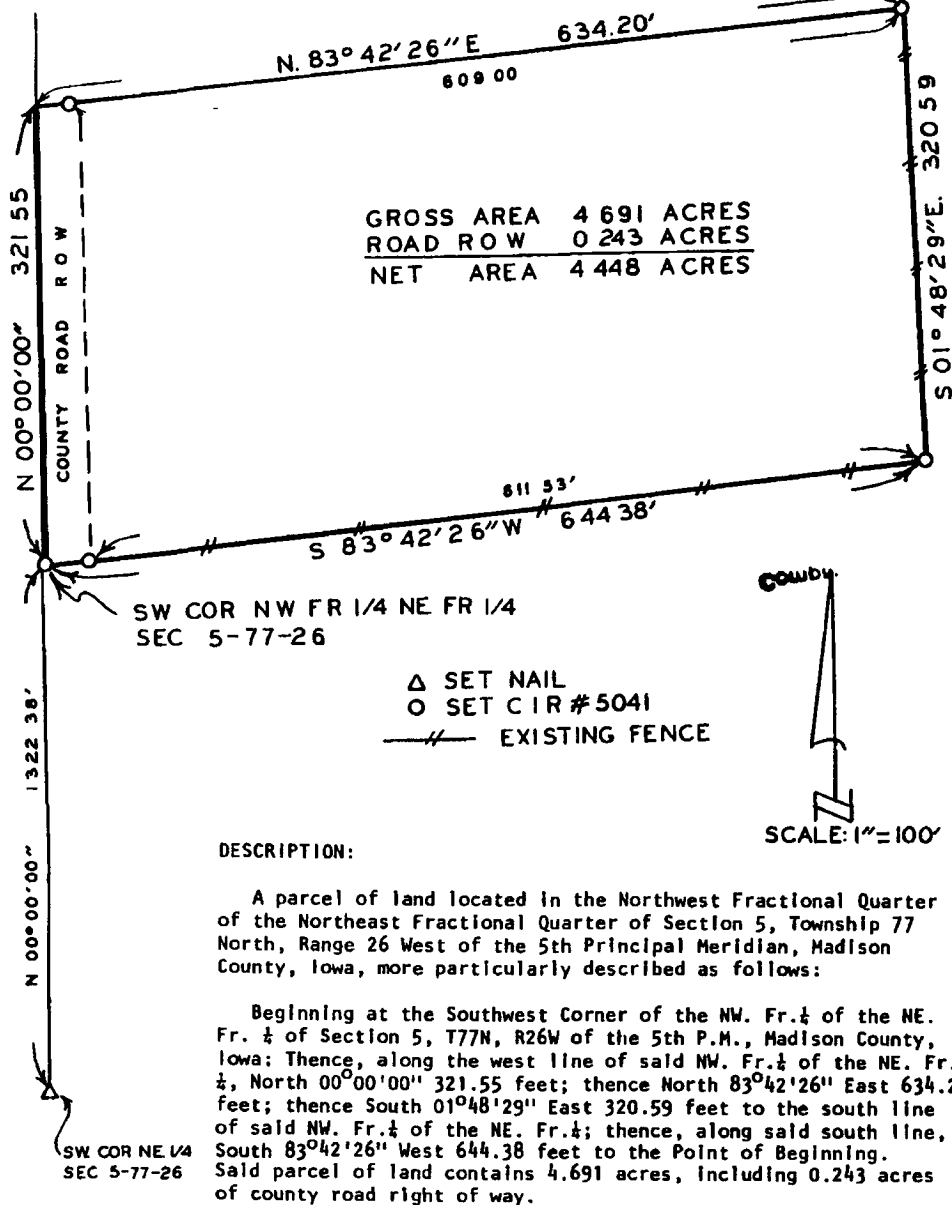 N. 83° 42' 26" E 634.20'
609 00
N 00° 00' 00" 321 55
COUNTY ROAD ROW
S 01° 48' 29" E. 320 59
GROSS AREA 4 691 ACRES
ROAD ROW 0 243 ACRES
NET AREA 4 448 ACRES
611 53'
S 83° 42' 26" W 644 38'
SW COR NW FR 1/4 NE FR 1/4
SEC 5-77-26
△ SET NAIL
○ SET CIR #5041
—//— EXISTING FENCE
SCALE: 1"=100'
N 00° 00' 00" 1322 38'
SW COR NE 1/4
SEC 5-77-26
DESCRIPTION:
A parcel of land located in the Northwest Fractional Quarter
of the Northeast Fractional Quarter of Section 5, Township 77
North, Range 26 West of the 5th Principal Meridian, Madison
County, Iowa, more particularly described as follows:
Beginning at the Southwest Corner of the NW. Fr.¼ of the NE.
Fr. ¼ of Section 5, T77N, R26W of the 5th P.M., Madison County,
Iowa: Thence, along the west line of said NW. Fr.¼ of the NE. Fr.
¼, North 00°00'00" 321.55 feet; thence North 83°42'26" East 634.2
feet; thence South 01°48'29" East 320.59 feet to the south line
of said NW. Fr.¼ of the NE. Fr.¼; thence, along said south line,
South 83°42'26" West 644.38 feet to the Point of Beginning.
Said parcel of land contains 4.691 acres, including 0.243 acres
of county road right of way.